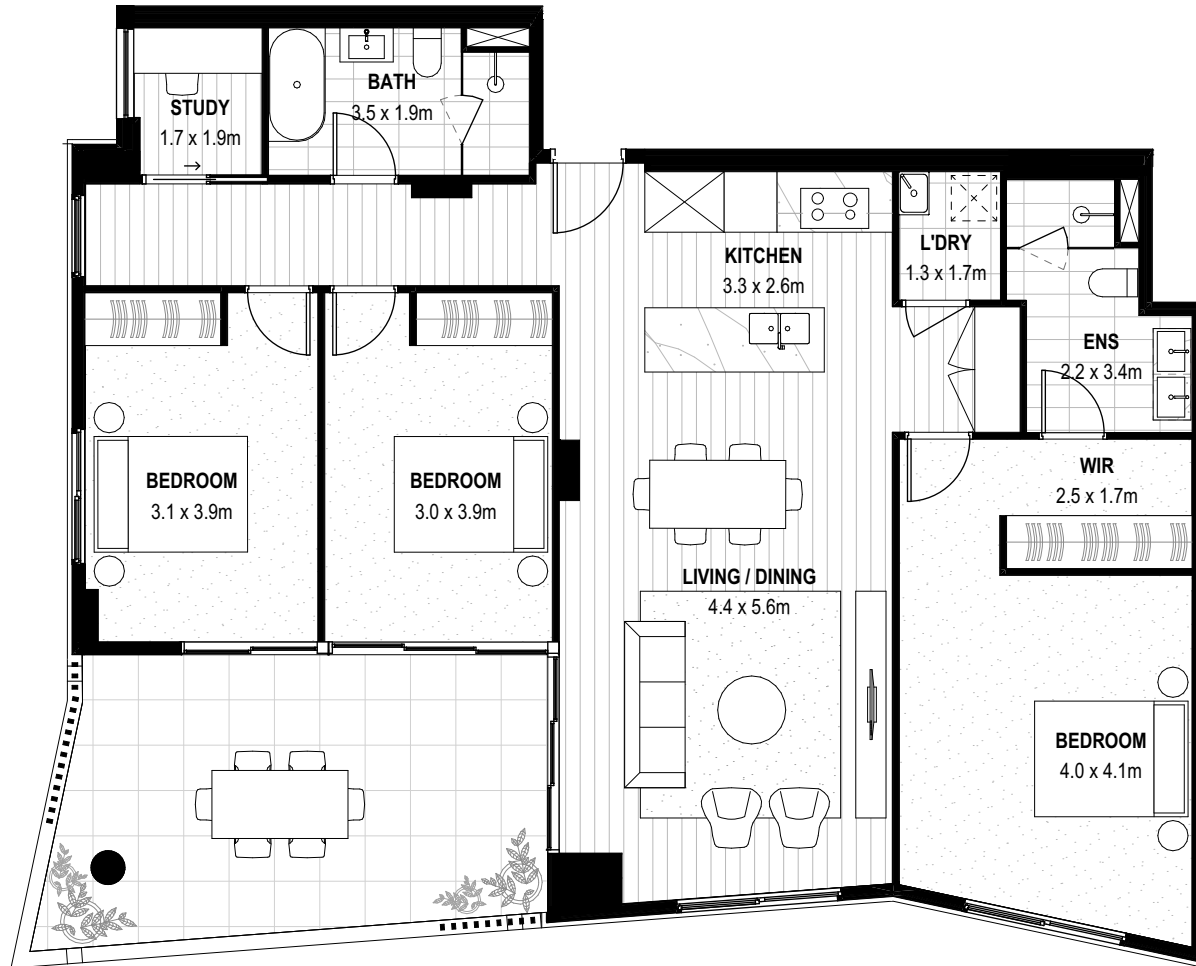 STUDY
1.7 x 1.9m
BATH
3.5 x 1.9m
KITCHEN
3.3 x 2.6m
L'DRY
1.3 x 1.7m
ENS
2.2 x 3.4m
BEDROOM
3.1 x 3.9m
BEDROOM
3.0 x 3.9m
WIR
2.5 x 1.7m
LIVING / DINING
4.4 x 5.6m
BEDROOM
4.0 x 4.1m